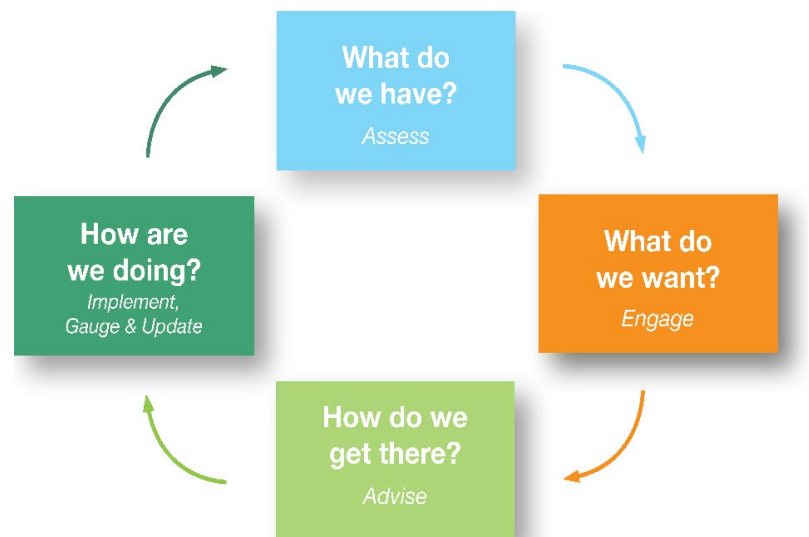 What do
we have?
Assess
What do
we want?
Engage
How do we
get there?
Advise
How are
we doing?
Implement,
Gauge & Update